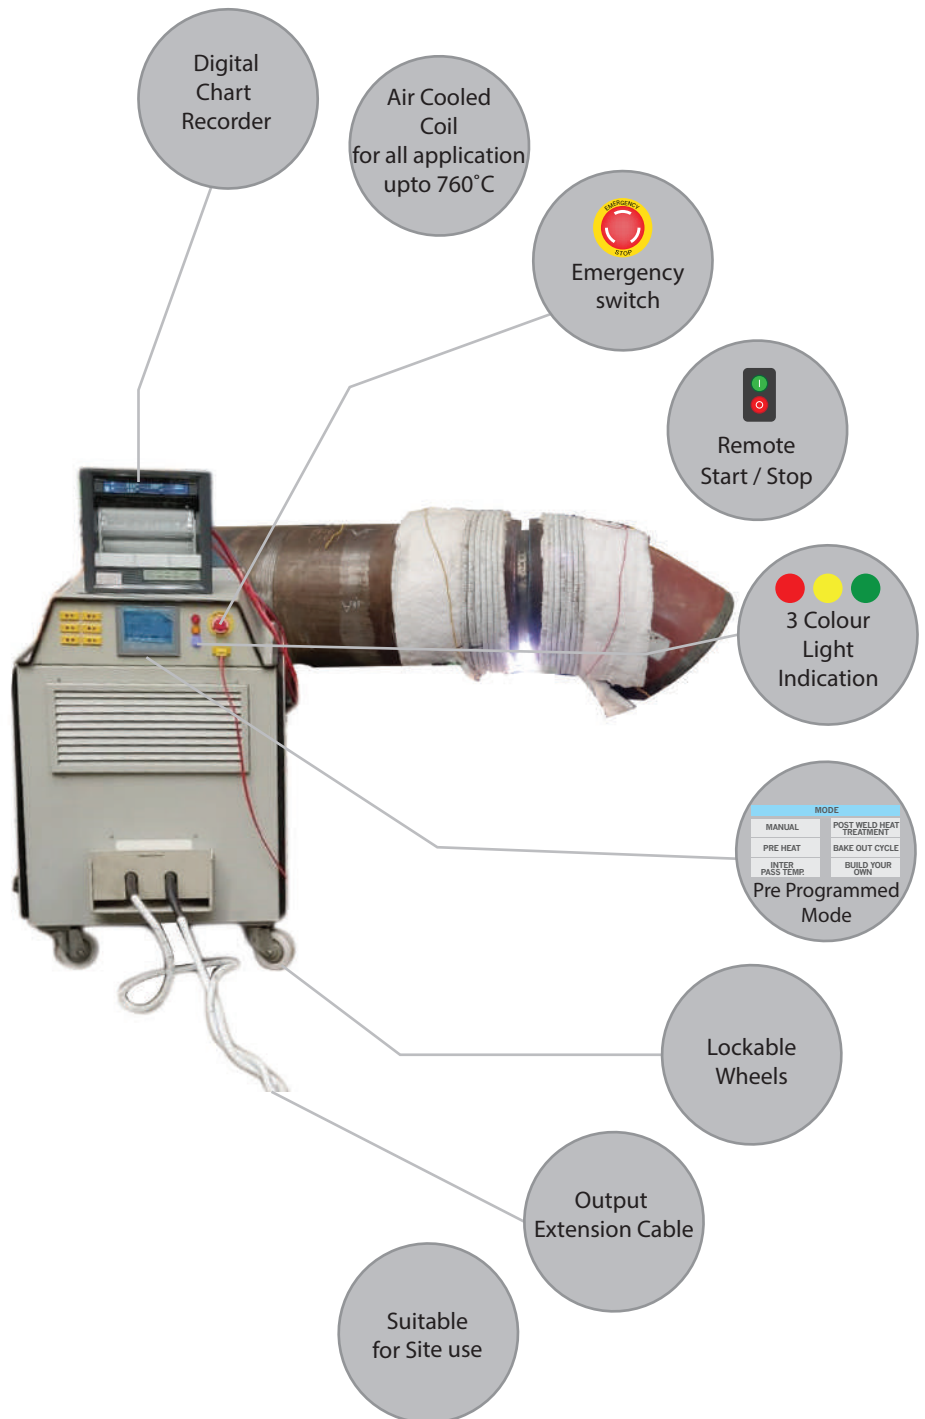 Digital
Chart
Recorder
Air Cooled
Coil
for all application
upto 760˚C
EMERGENCY
STOP
Emergency
switch
I
O
Remote
Start / Stop
3 Colour
Light
Indication
MODE
MANUAL
POST WELD HEAT
TREATMENT
PRE HEAT
BAKE OUT CYCLE
INTER
PASS TEMP.
BUILD YOUR
OWN
Pre Programmed
Mode
Lockable
Wheels
Output
Extension Cable
Suitable
for Site use